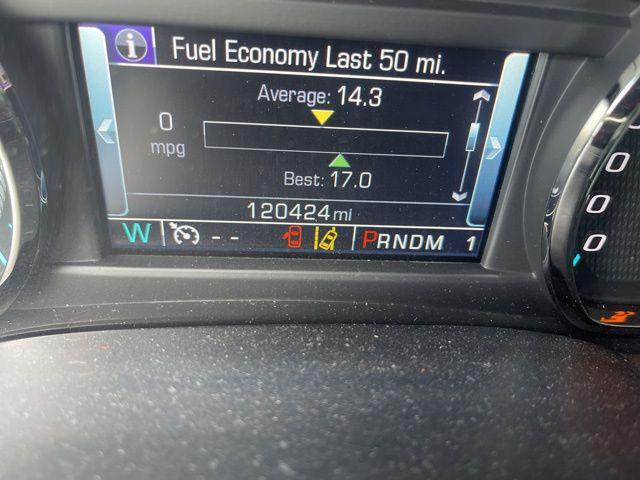 i Fuel Economy Last 50 mi.
Average: 14.3
0
mpg
Best: 17.0
120424 mi
W -- PRNDM 1
0
0
0